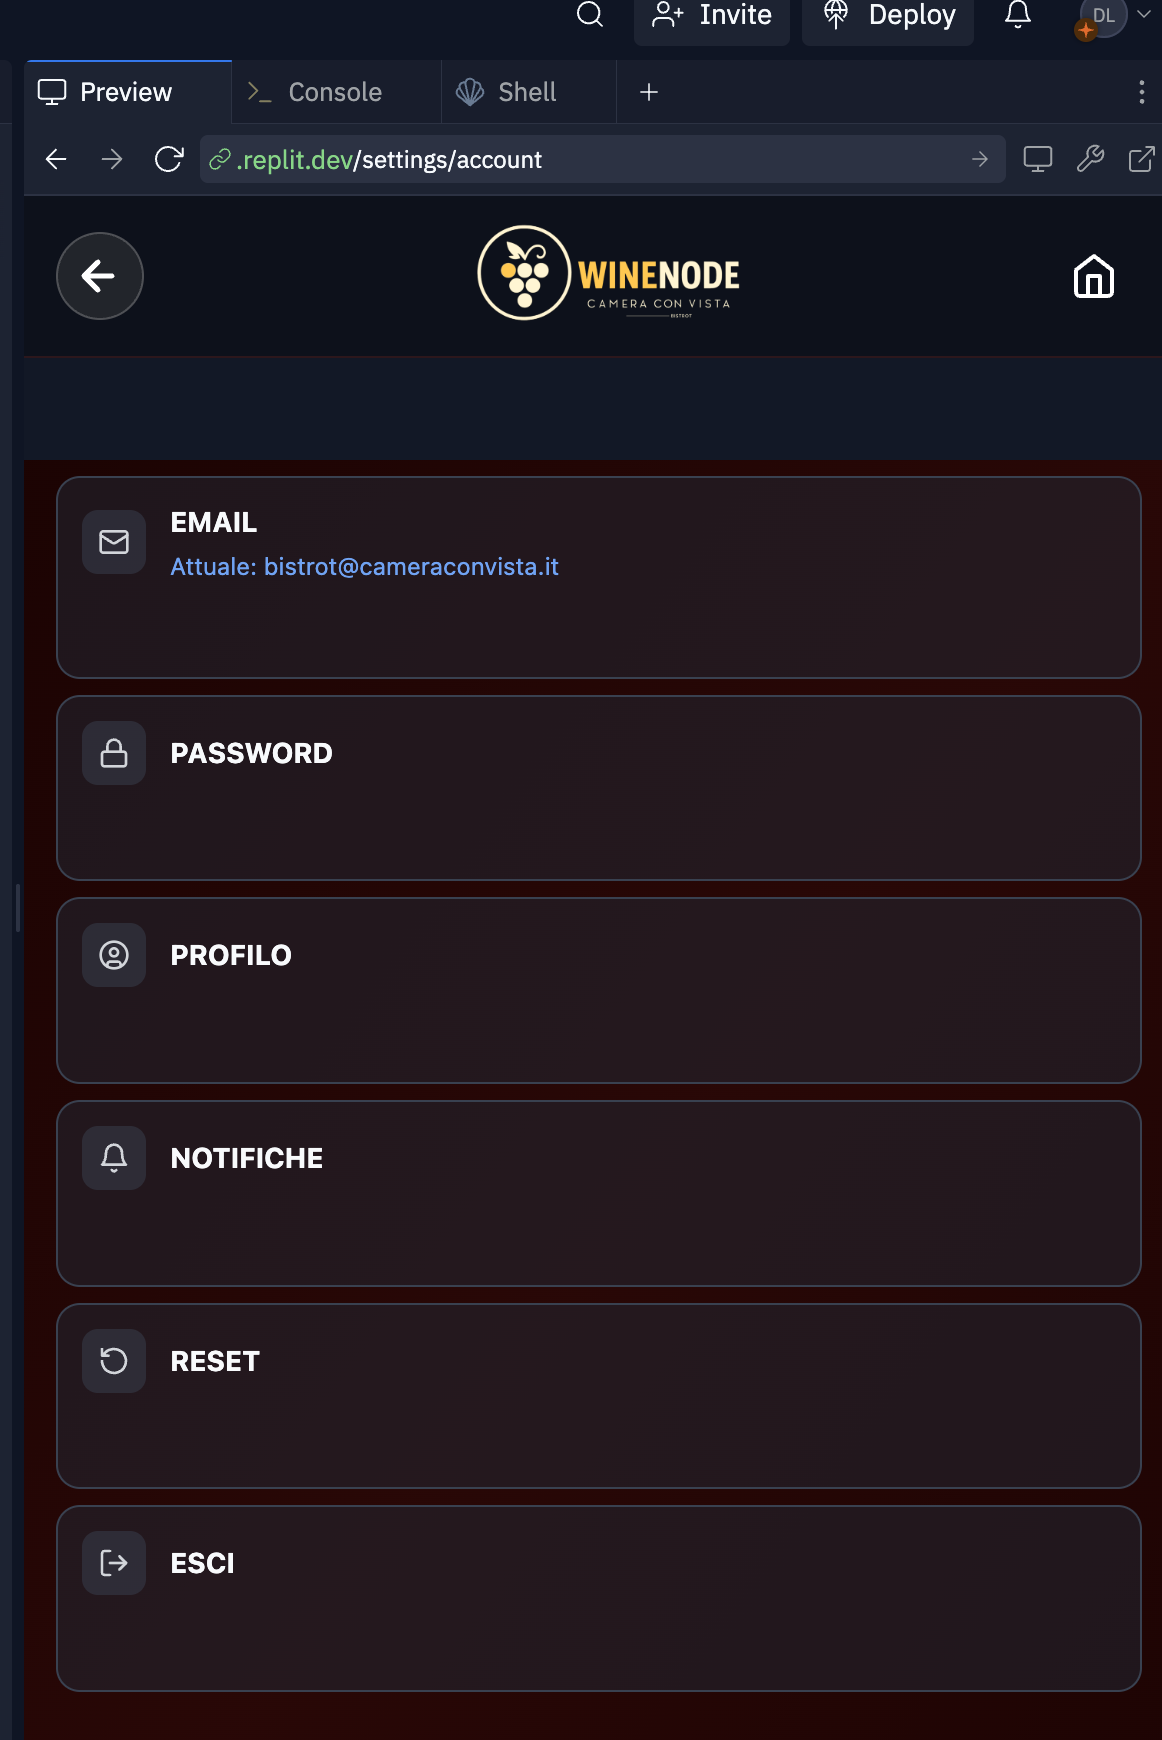 Invite
Deploy
DL
Preview
Console
Shell
.replit.dev/settings/account
WINENODE
CAMERA CON VISTA
BISTROT
EMAIL
Attuale: bistrot@cameraconvista.it
PASSWORD
PROFILO
NOTIFICHE
RESET
ESCI